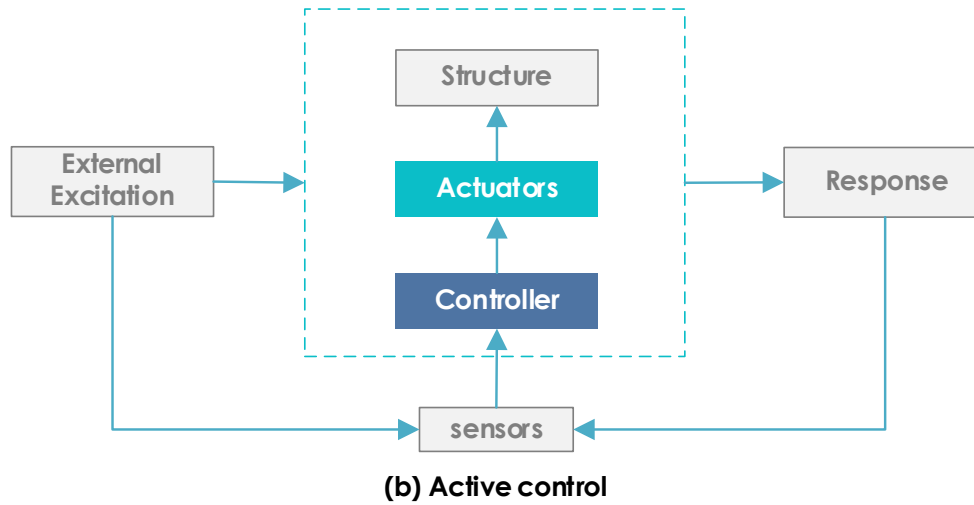 Structure
External
Excitation
Actuators
Response
Controller
sensors
(b) Active control